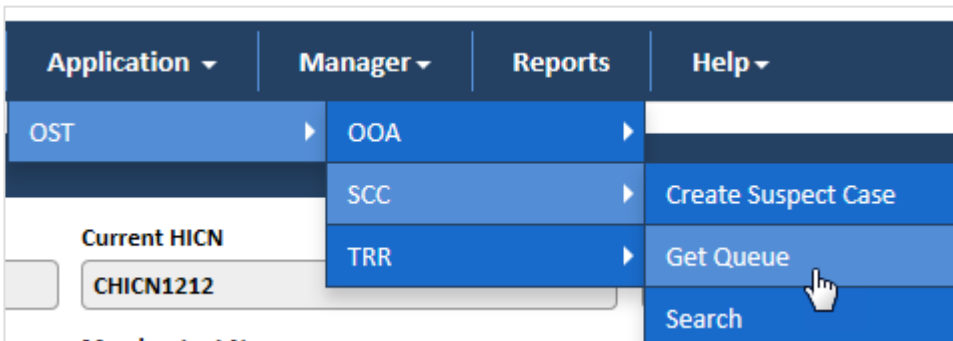 Application Manager Reports Help
OST OOA
SCC Create Suspect Case
Current HICN
TRR Get Queue
CHICN1212
Search